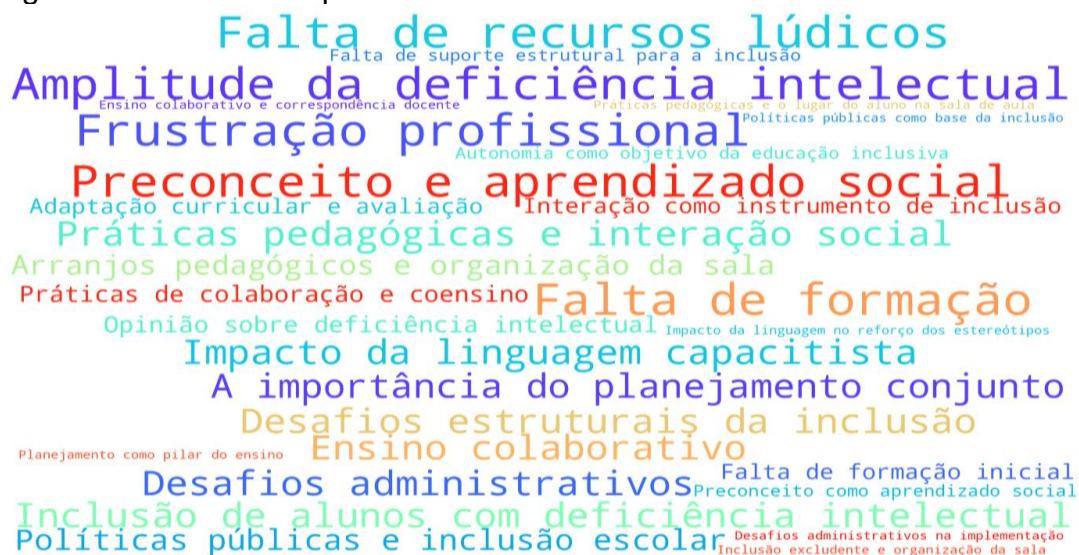 Falta de recursos lúdicos
Falta de suporte estrutural para a inclusão
Amplitude da deficiência intelectual
Ensino colaborativo e correspondência docente
Práticas pedagógicas e o lugar do aluno na sala de aula
Frustração profissional
Políticas públicas como base da inclusão
Autonomia como objetivo da educação inclusiva
Preconceito e aprendizado social
Adaptação curricular e avaliação
Interação como instrumento de inclusão
Práticas pedagógicas e interação social
Arranjos pedagógicos e organização da sala
Práticas de colaboração e coensino
Falta de formação
Opinião sobre deficiência intelectual
Impacto da linguagem no reforço dos estereótipos
Impacto da linguagem capacitista
A importância do planejamento conjunto
Desafios estruturais da inclusão
Ensino colaborativo
Planejamento como pilar do ensino
Desafios administrativos
Falta de formação inicial
Preconceito como aprendizado social
Inclusão de alunos com deficiência intelectual
Políticas públicas e inclusão escolar
Desafios administrativos na implementação
Inclusão excludente e organização da sala